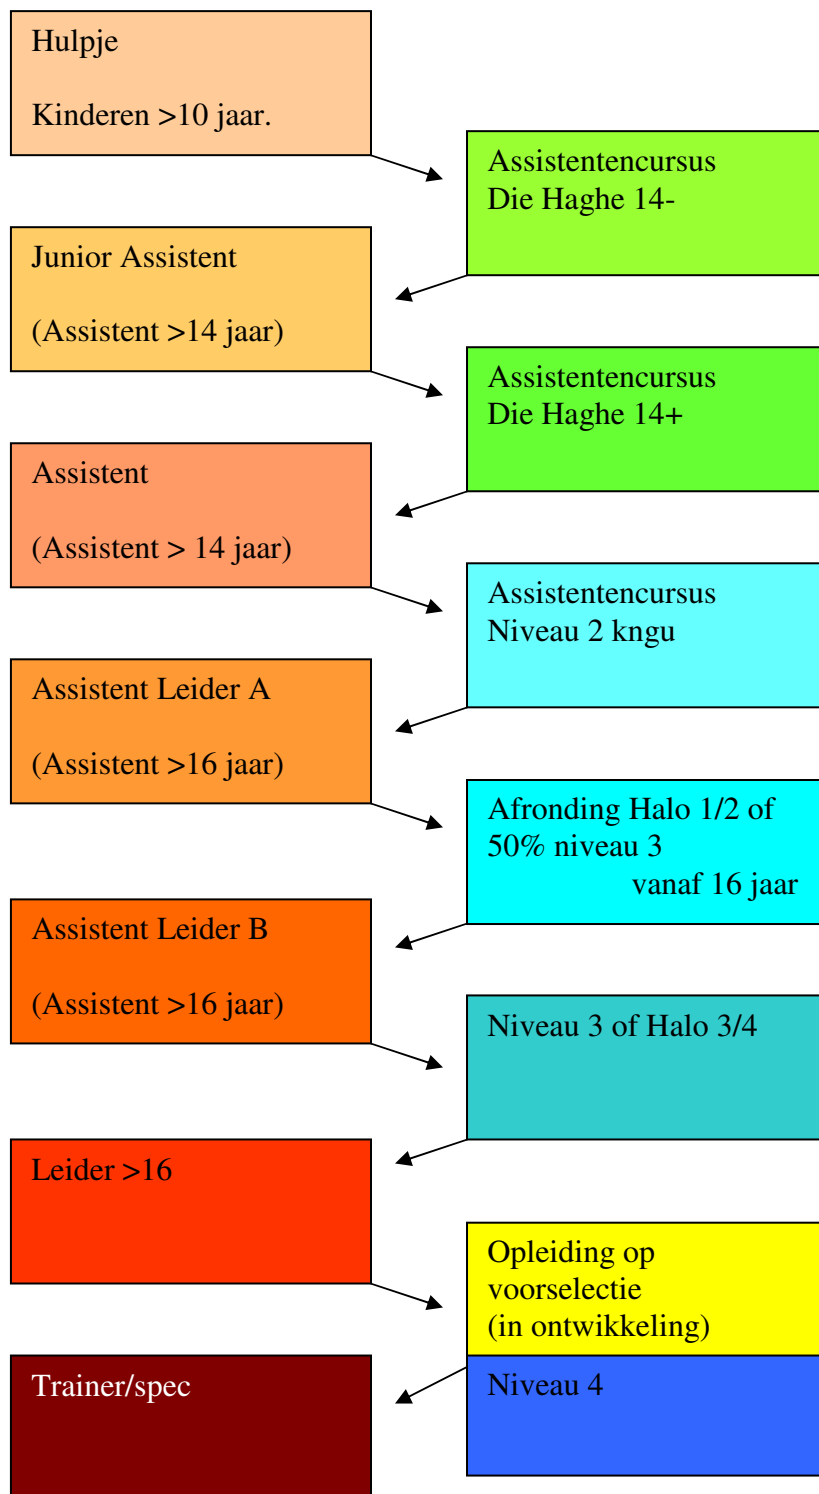 Hulpje
Kinderen >10 jaar.
Assistentencursus
Die Haghe 14-
Junior Assistent
(Assistent >14 jaar)
Assistentencursus
Die Haghe 14+
Assistent
(Assistent > 14 jaar)
Assistentencursus
Niveau 2 kngu
Assistent Leider A
(Assistent >16 jaar)
Afronding Halo 1/2 of
50% niveau 3
vanaf 16 jaar
Assistent Leider B
(Assistent >16 jaar)
Niveau 3 of Halo 3/4
Leider >16
Opleiding op
voorselectie
(in ontwikkeling)
Niveau 4
Trainer/spec